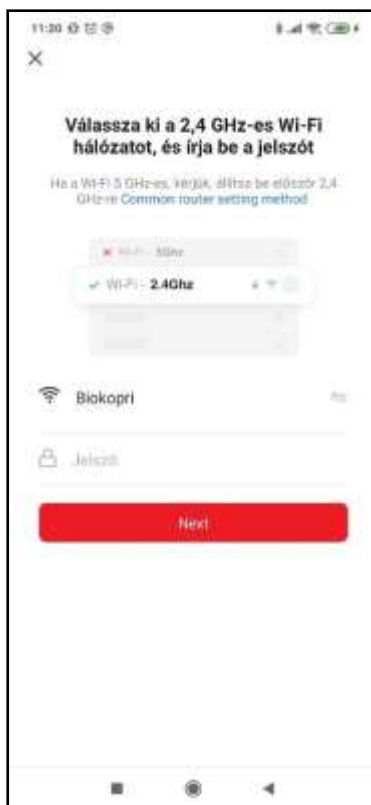 11:20
Válassza ki a 2,4 GHz-es Wi-Fi
hálózatot, és írja be a jelszót
Ha a Wi-Fi 5 GHz-es, kérjük, állítsa be először 2,4
GHz-re Common router setting method
Wi-Fi - 5Ghz
Wi-Fi - 2.4Ghz
Biokopri
Jelszó
Next